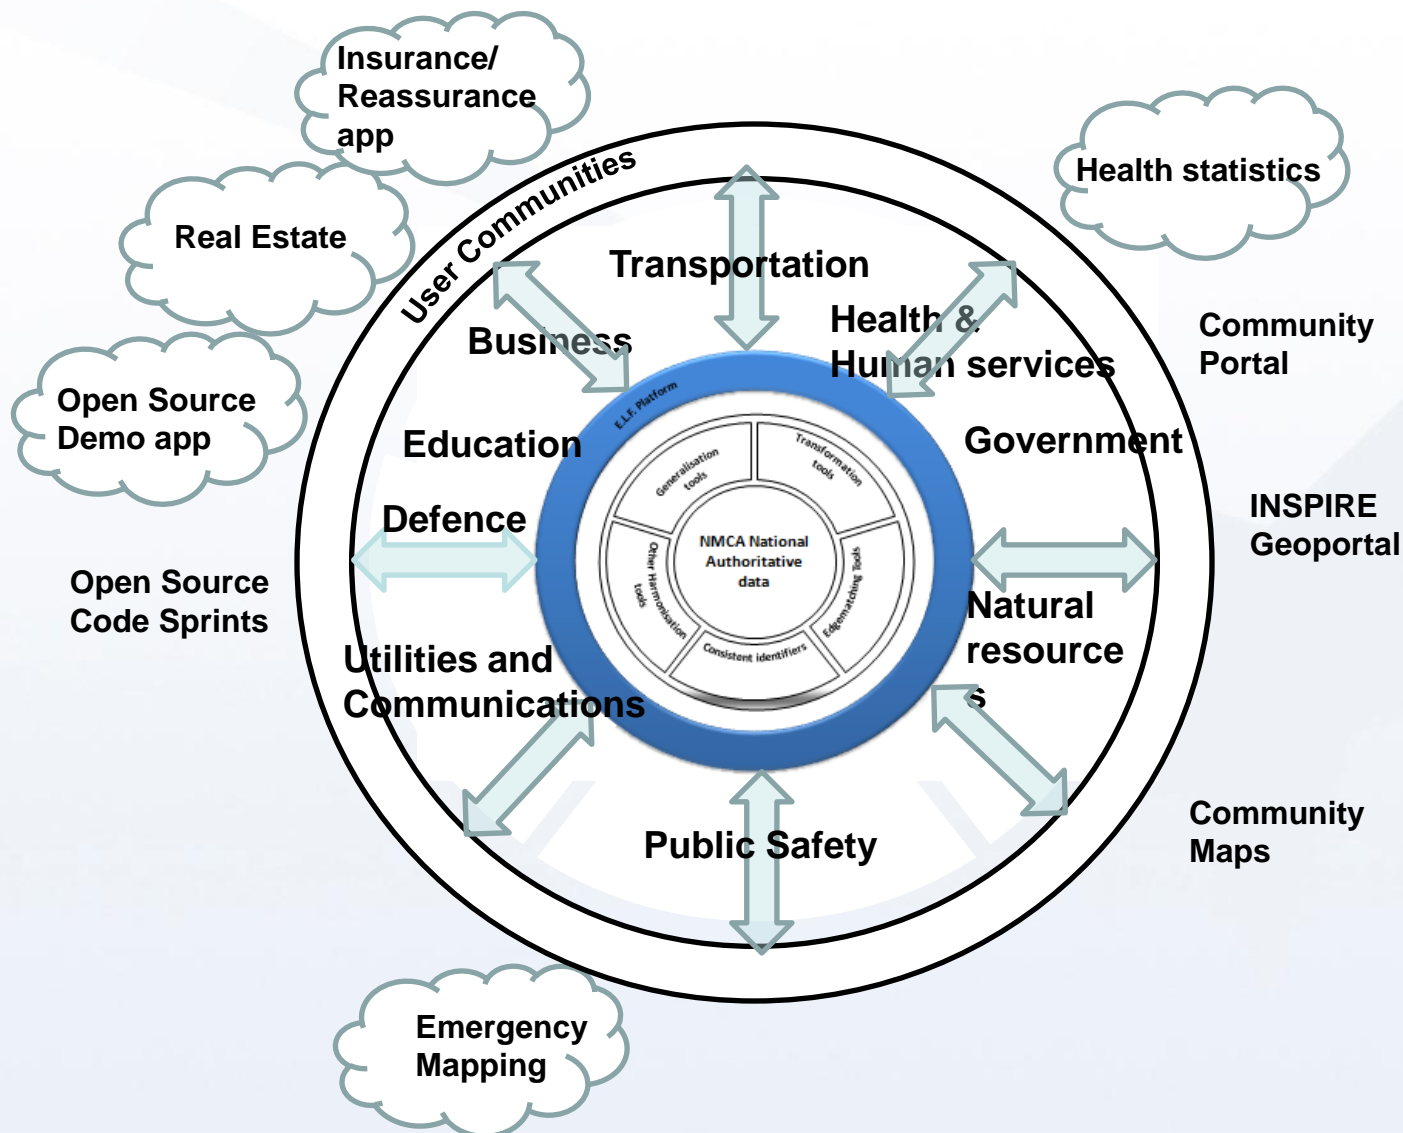 Insurance/
Reassurance
app
Health statistics
User Communities
Real Estate
Transportation
Health &
Human services
Business
Community
Portal
Open Source
Demo app
E.L.F. Platform
Education
Government
Generalisation
tools
Transformation
tools
Defence
INSPIRE
Geoportal
NMCA National
Authoritative
data
Other Harmonisation
tools
Edgematching Tools
Consistent identifiers
Open Source
Code Sprints
Natural
resource
s
Utilities and
Communications
Public Safety
Community
Maps
Emergency
Mapping